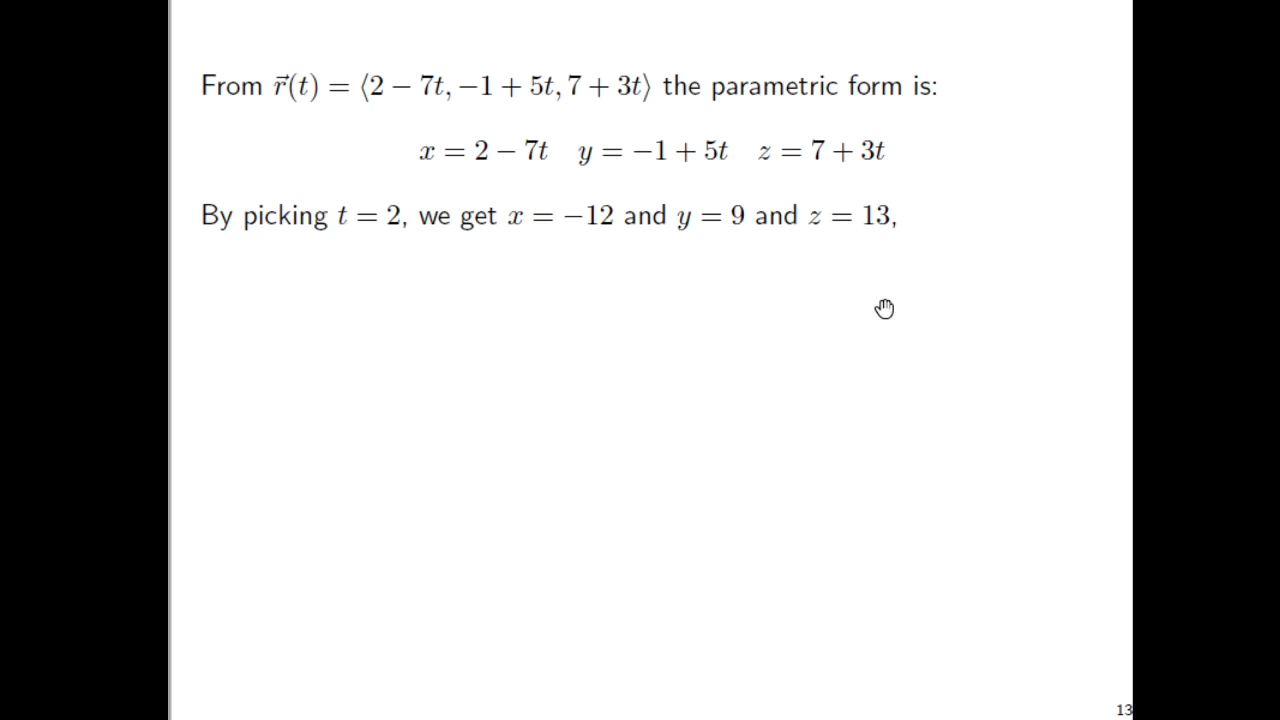 From r⃗(t) = ⟨2 − 7t, −1 + 5t, 7 + 3t⟩ the parametric form is:
x = 2 − 7t y = −1 + 5t z = 7 + 3t
By picking t = 2, we get x = −12 and y = 9 and z = 13,
13